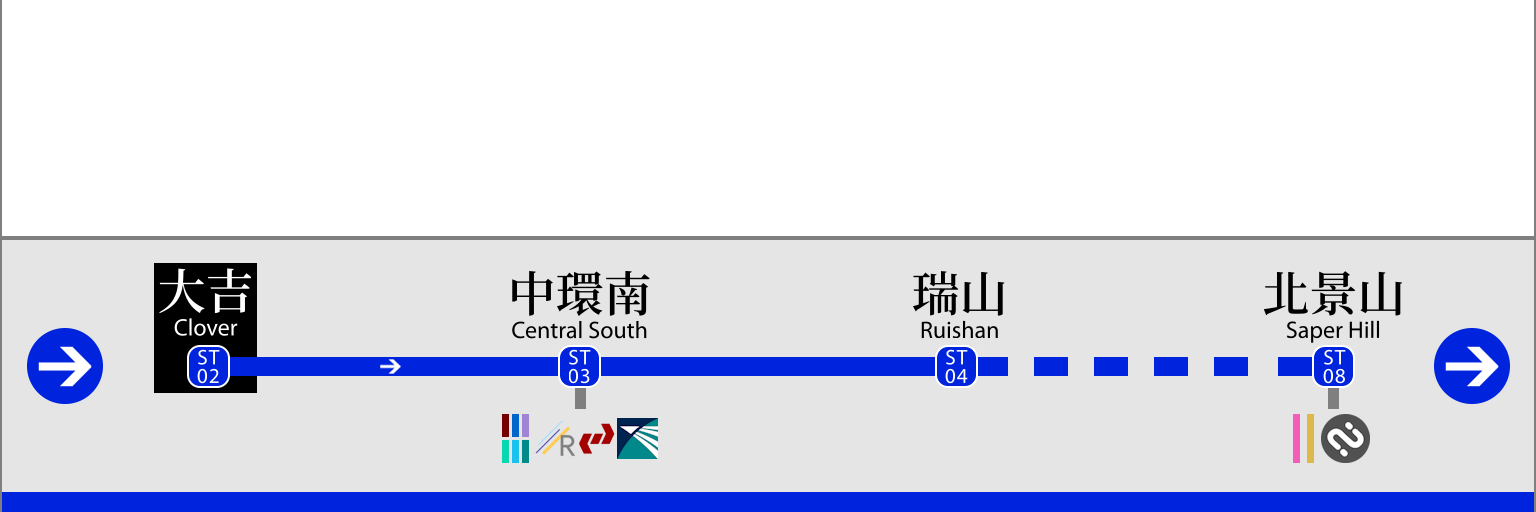 大吉
Clover
ST
02
中環南
Central South
ST
03
R
瑞山
Ruishan
ST
04
北景山
Saper Hill
ST
08